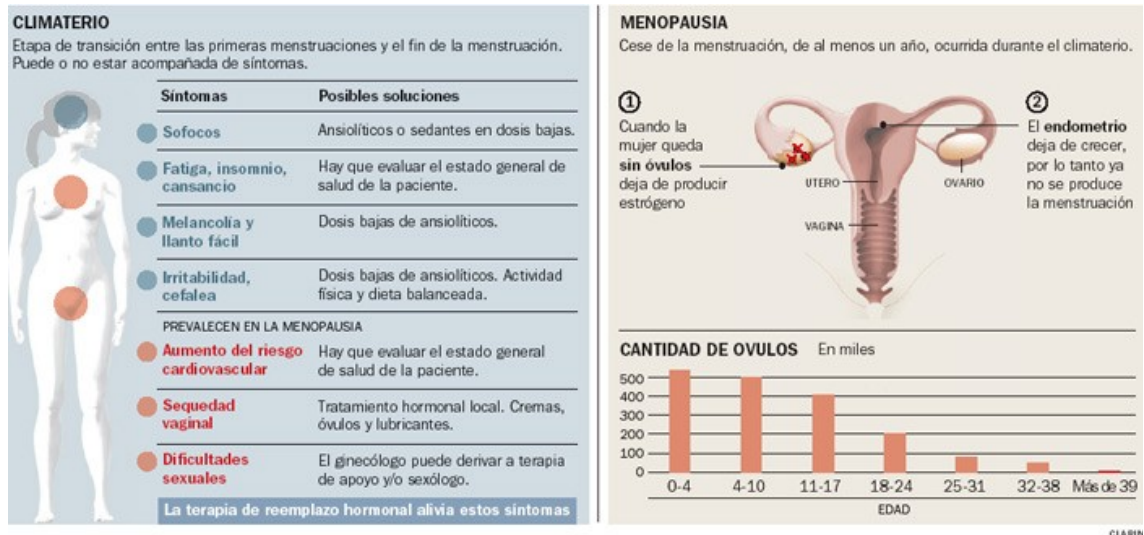 CLIMATERIO
Etapa de transición entre las primeras menstruaciones y el fin de la menstruación.
Puede o no estar acompañada de síntomas.
Síntomas Posibles soluciones
Sofocos Ansiolíticos o sedantes en dosis bajas.
Fatiga, insomnio, Hay que evaluar el estado general de
cansancio salud de la paciente.
Melancolía y Dosis bajas de ansiolíticos.
llanto fácil
Irritabilidad, Dosis bajas de ansiolíticos. Actividad
cefalea física y dieta balanceada.
PREVALECEN EN LA MENOPAUSIA
Aumento del riesgo Hay que evaluar el estado general
cardiovascular de salud de la paciente.
Sequedad Tratamiento hormonal local. Cremas,
vaginal óvulos y lubricantes.
Dificultades El ginecólogo puede derivar a terapia
sexuales de apoyo y/o sexólogo.
La terapia de reemplazo hormonal alivia estos síntomas
MENOPAUSIA
Cese de la menstruación, de al menos un año, ocurrida durante el climaterio.
1
Cuando la
mujer queda
sin óvulos
deja de producir
estrógeno
UTERO
VAGINA
OVARIO
2
El endometrio
deja de crecer,
por lo tanto ya
no se produce
la menstruación
CANTIDAD DE OVULOS En miles
500
400
300
200
100
0
0-4 4-10 11-17 18-24 25-31 32-38 Más de 39
EDAD
CLARIN